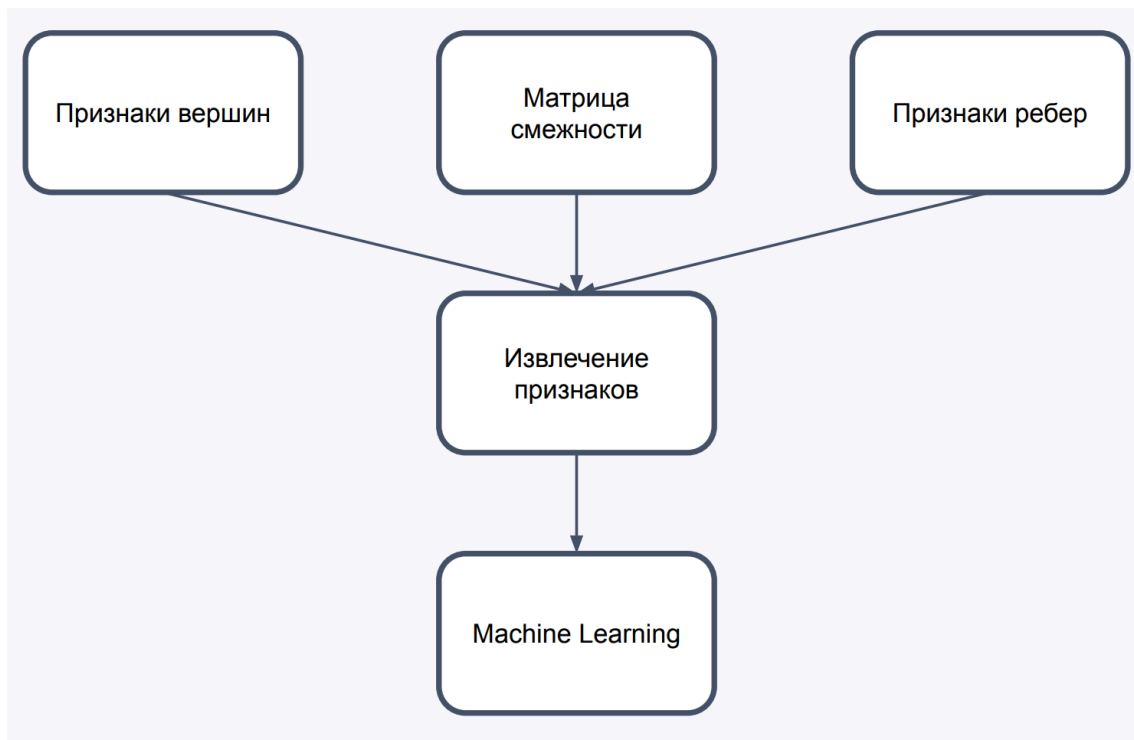 Признаки вершин
Матрица
смежности
Признаки ребер
Извлечение
признаков
Machine Learning